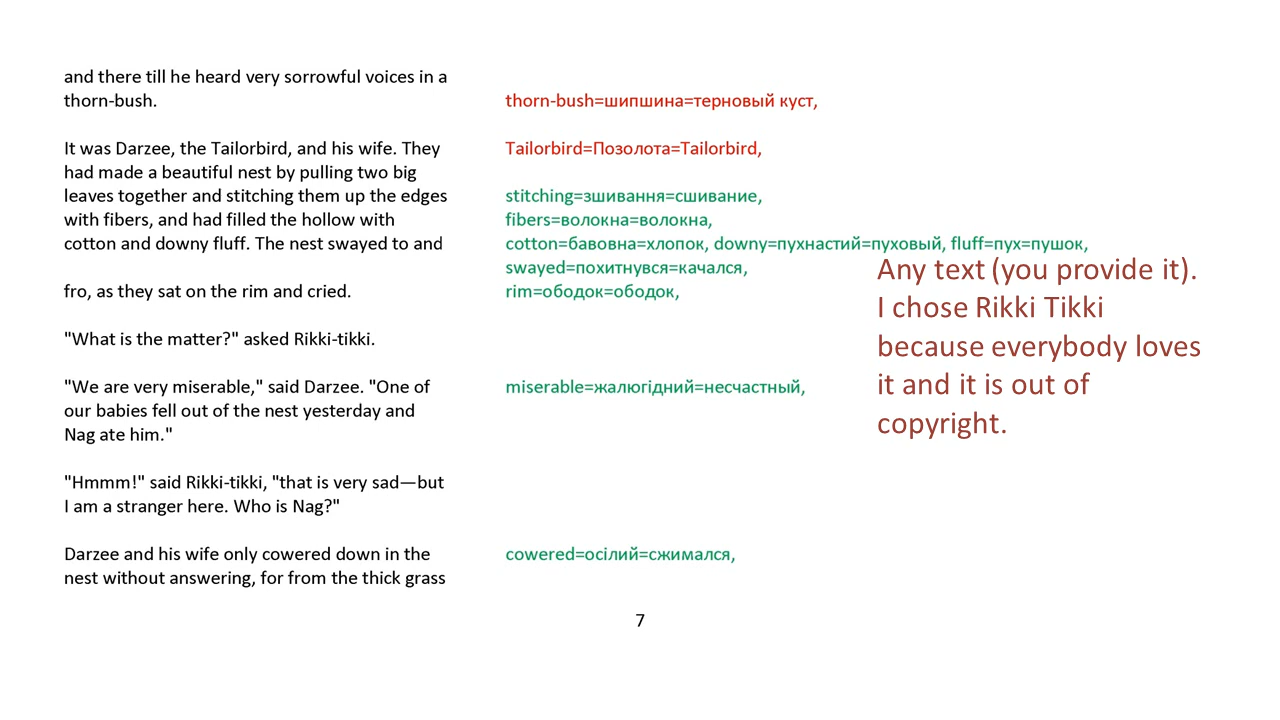 and there till he heard very sorrowful voices in a
thorn-bush.
thorn-bush=шипшина=терновый куст,
It was Darzee, the Tailorbird, and his wife. They
Tailorbird=Позолота=Tailorbird,
had made a beautiful nest by pulling two big
leaves together and stitching them up the edges
stitching=зшивання=сшивание,
with fibers, and had filled the hollow with
fibers=волокна=волокна,
cotton and downy fluff. The nest swayed to and
cotton=бавовна=хлопок, downy=пухнастий=пуховый, fluff=пух=пушок,
swayed=похитнувся=качался,
fro, as they sat on the rim and cried.
rim=ободок=ободок,
"What is the matter?" asked Rikki-tikki.
"We are very miserable," said Darzee. "One of
miserable=жалюгідний=несчастный,
our babies fell out of the nest yesterday and
Nag ate him."
"Hmmm!" said Rikki-tikki, "that is very sad—but
I am a stranger here. Who is Nag?"
Darzee and his wife only cowered down in the
cowered=осілий=сжимался,
nest without answering, for from the thick grass
Any text (you provide it).
I chose Rikki Tikki
because everybody loves
it and it is out of
copyright.
7